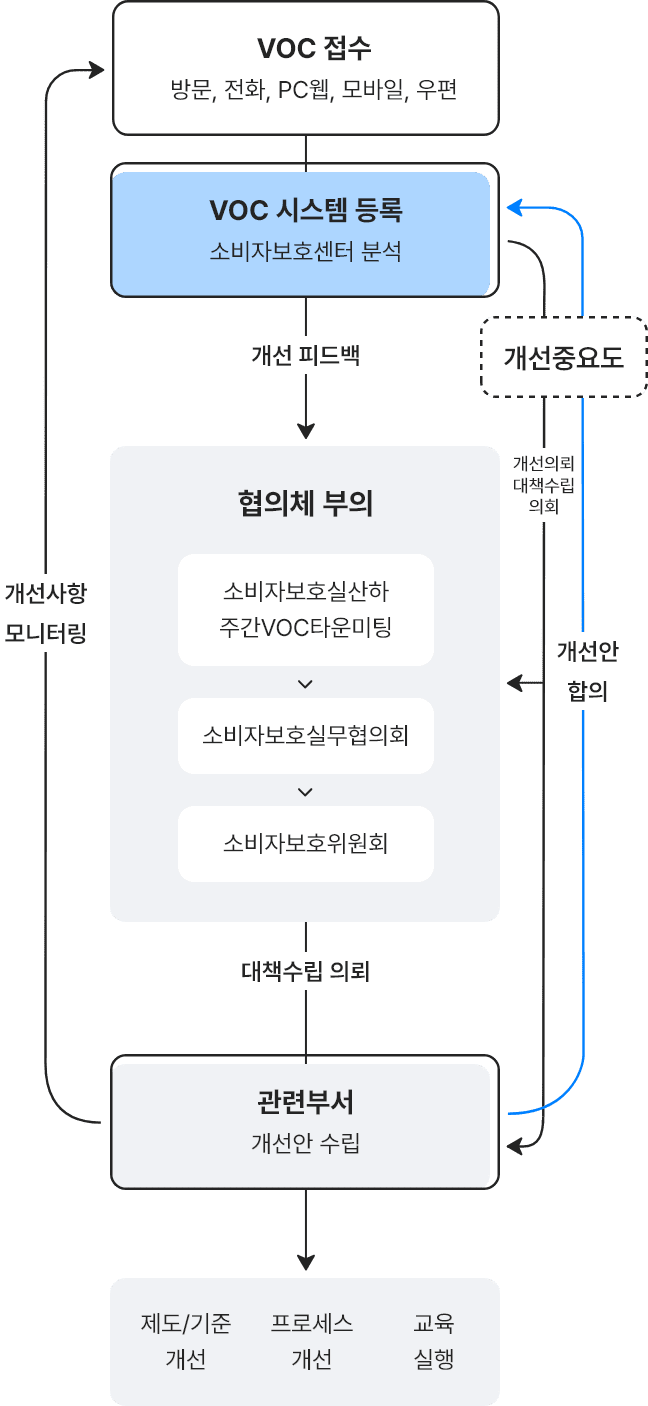 VOC 접수
방문, 전화, PC웹, 모바일, 우편
VOC 시스템 등록
소비자보호센터 분석
개선 피드백
개선중요도
개선의뢰
대책수립
의회
협의체 부의
소비자보호실산하
주간VOC타운미팅
소비자보호실무협의회
소비자보호위원회
개선사항
모니터링
개선안
합의
대책수립 의뢰
관련부서
개선안 수립
제도/기준
개선
프로세스
개선
교육
실행